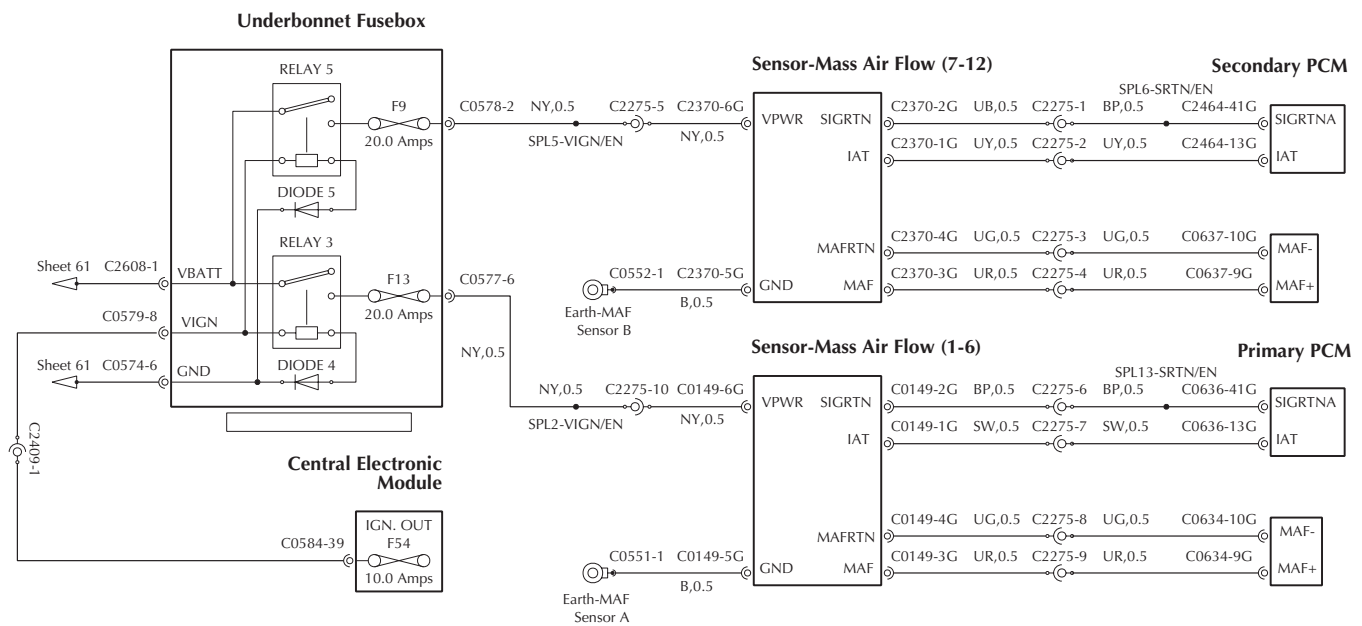 Underbonnet Fusebox
RELAY 5
F9
20.0 Amps
DIODE 5
RELAY 3
F13
20.0 Amps
DIODE 4
VBATT
VIGN
GND
Sheet 61 C2608-1
C0579-8
Sheet 61 C0574-6
C2409-1
Central Electronic
Module
IGN. OUT
F54
10.0 Amps
C0584-39
C0578-2 NY,0.5 C2275-5 C2370-6G
SPL5-VIGN/EN NY,0.5
C0577-6
NY,0.5
NY,0.5 C2275-10 C0149-6G
SPL2-VIGN/EN NY,0.5
Sensor-Mass Air Flow (7-12)
VPWR SIGRTN
IAT
MAFRTN
GND MAF
C0552-1 C2370-5G
B,0.5
Earth-MAF
Sensor B
Secondary PCM
SPL6-SRTN/EN
C2370-2G UB,0.5 C2275-1 BP,0.5 C2464-41G
SIGRTNA
C2370-1G UY,0.5 C2275-2 UY,0.5 C2464-13G
IAT
C2370-4G UG,0.5 C2275-3 UG,0.5 C0637-10G
MAF-
C2370-3G UR,0.5 C2275-4 UR,0.5 C0637-9G
MAF+
Sensor-Mass Air Flow (1-6)
VPWR SIGRTN
IAT
MAFRTN
GND MAF
C0551-1 C0149-5G
B,0.5
Earth-MAF
Sensor A
Primary PCM
SPL13-SRTN/EN
C0149-2G BP,0.5 C2275-6 BP,0.5 C0636-41G
SIGRTNA
C0149-1G SW,0.5 C2275-7 SW,0.5 C0636-13G
IAT
C0149-4G UG,0.5 C2275-8 UG,0.5 C0634-10G
MAF-
C0149-3G UR,0.5 C2275-9 UR,0.5 C0634-9G
MAF+